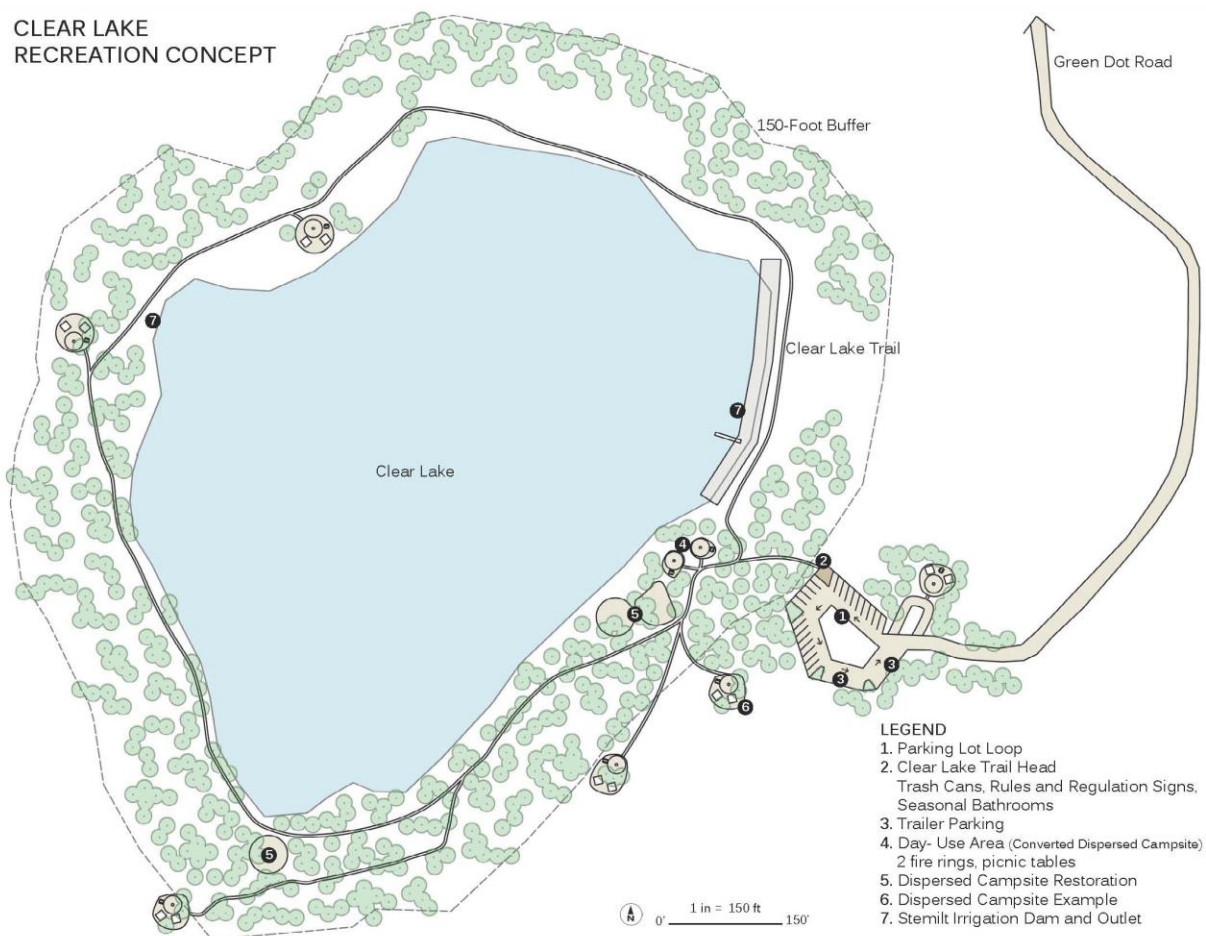 CLEAR LAKE
RECREATION CONCEPT
Green Dot Road
150-Foot Buffer
7
Clear Lake Trail
7
Clear Lake
4
2
5
1
3
3
6
5
LEGEND
1. Parking Lot Loop
2. Clear Lake Trail Head
Trash Cans, Rules and Regulation Signs,
Seasonal Bathrooms
3. Trailer Parking
4. Day- Use Area (Converted Dispersed Campsite)
2 fire rings, picnic tables
5. Dispersed Campsite Restoration
6. Dispersed Campsite Example
7. Stemilt Irrigation Dam and Outlet
N
1 in = 150 ft
0' 150'